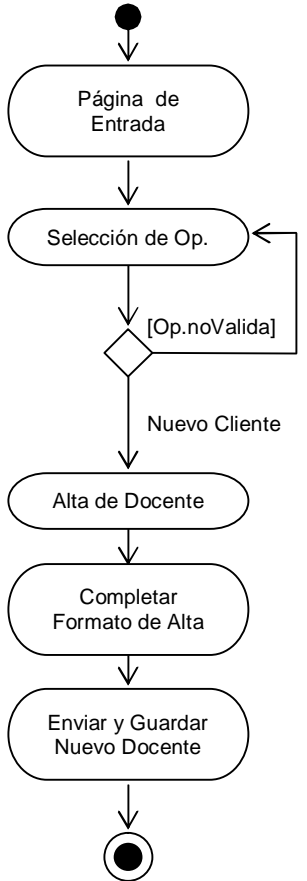 Página de
Entrada
Selección de Op.
[Op.noValida]
Nuevo Cliente
Alta de Docente
Completar
Formato de Alta
Enviar y Guardar
Nuevo Docente